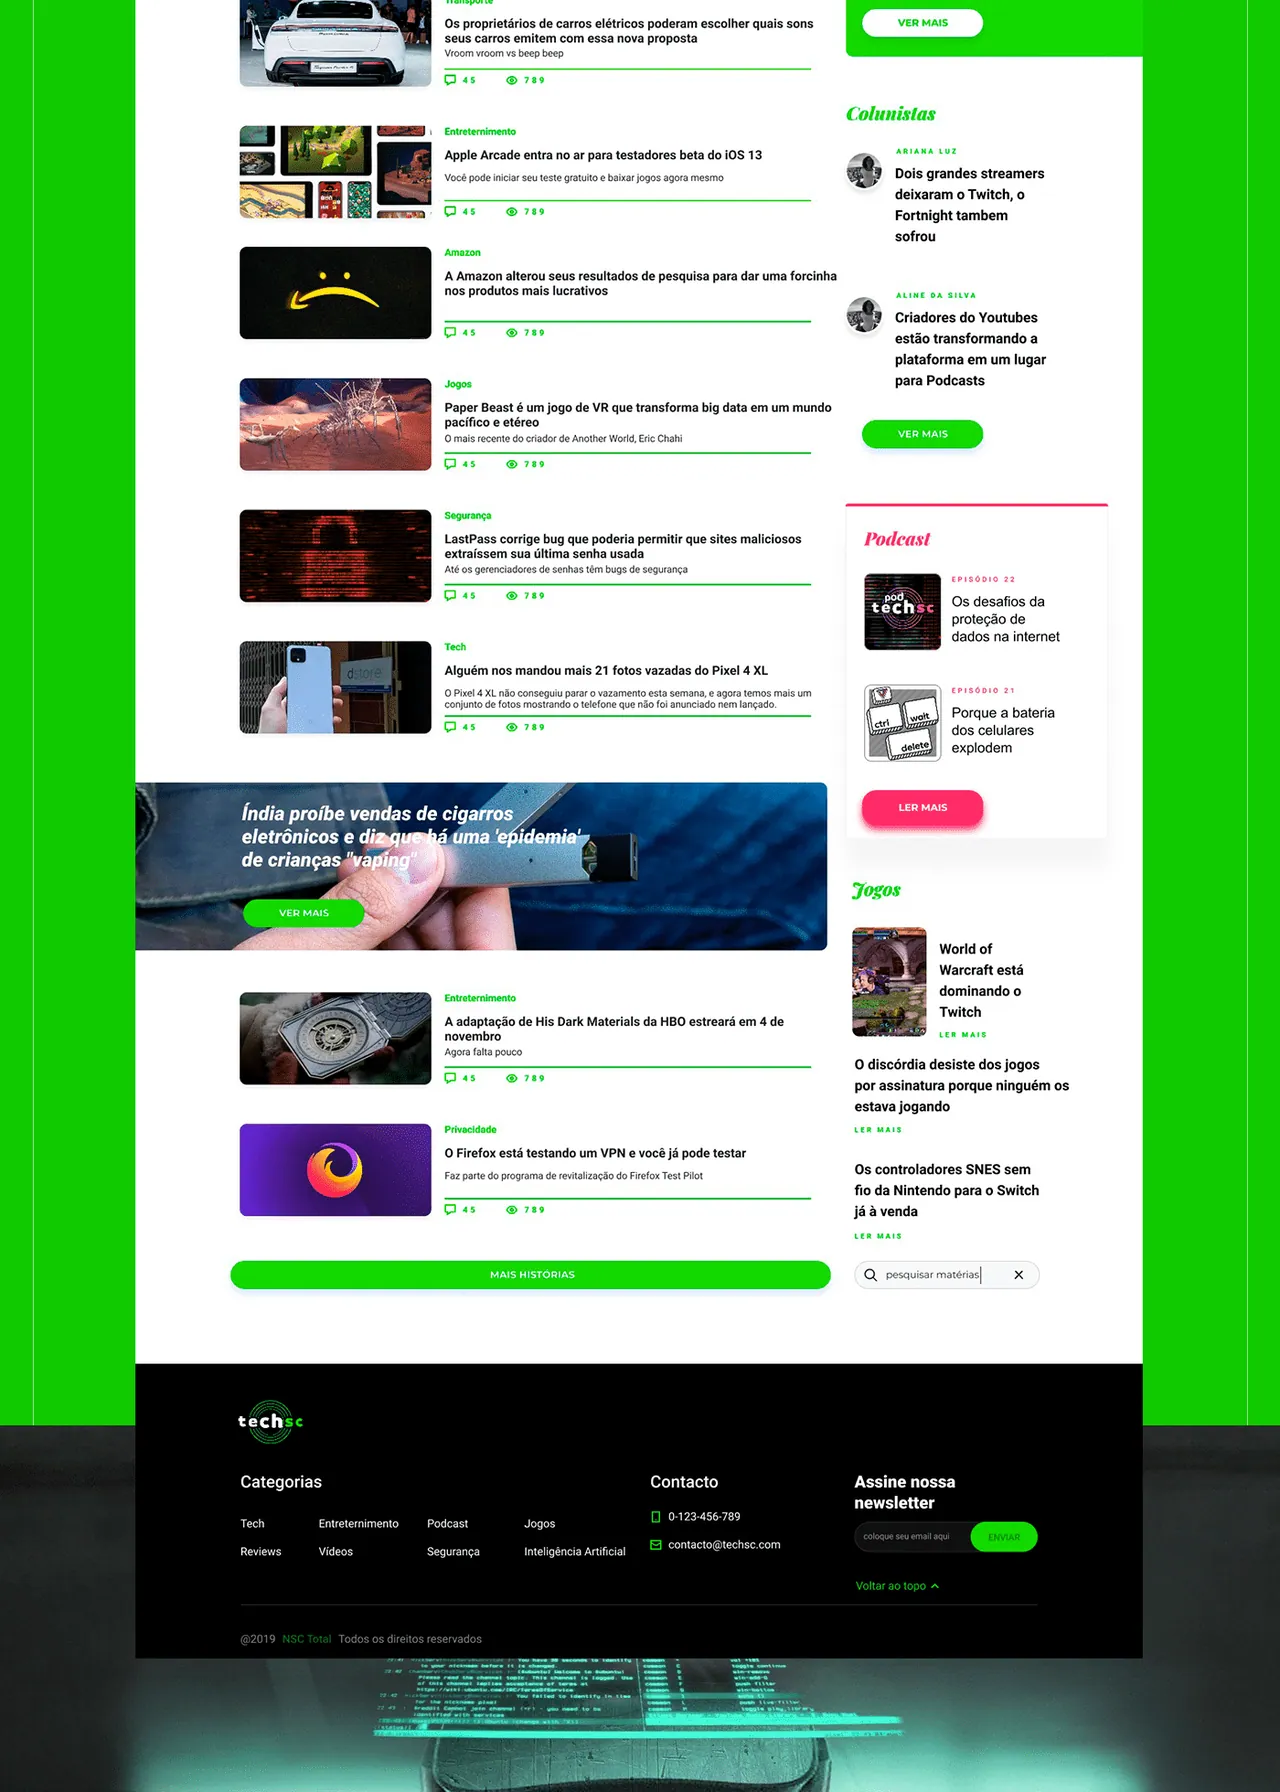 Transporte
Os proprietários de carros elétricos poderam escolher quais sons
seus carros emitem com essa nova proposta
Vroom vroom vs beep beep
45 789
Entreternimento
Apple Arcade entra no ar para testadores beta do iOS 13
Você pode iniciar seu teste gratuito e baixar jogos agora mesmo
45 789
Amazon
A Amazon alterou seus resultados de pesquisa para dar uma forcinha
nos produtos mais lucrativos
45 789
Jogos
Paper Beast é um jogo de VR que transforma big data em um mundo
pacífico e etéreo
O mais recente do criador de Another World, Eric Chahi
45 789
Segurança
LastPass corrige bug que poderia permitir que sites maliciosos
extraíssem sua última senha usada
Até os gerenciadores de senhas têm bugs de segurança
45 789
dstore
Tech
Alguém nos mandou mais 21 fotos vazadas do Pixel 4 XL
O Pixel 4 XL não conseguiu parar o vazamento esta semana, e agora temos mais um
conjunto de fotos mostrando o telefone que não foi anunciado nem lançado.
45 789
Índia proíbe vendas de cigarros
eletrônicos e diz que há uma 'epidemia'
de crianças "vaping"
VER MAIS
Entreternimento
A adaptação de His Dark Materials da HBO estreará em 4 de
novembro
Agora falta pouco
45 789
Privacidade
O Firefox está testando um VPN e você já pode testar
Faz parte do programa de revitalização do Firefox Test Pilot
45 789
MAIS HISTÓRIAS
VER MAIS
Colunistas
ARIANA LUZ
Dois grandes streamers
deixaram o Twitch, o
Fortnight tambem
sofrou
ALINE DA SILVA
Criadores do Youtubes
estão transformando a
plataforma em um lugar
para Podcasts
VER MAIS
Podcast
pod
techsc
EPISÓDIO 22
Os desafios da
proteção de
dados na internet
ctrl
wait
delete
EPISÓDIO 21
Porque a bateria
dos celulares
explodem
LER MAIS
Jogos
World of
Warcraft está
dominando o
Twitch
LER MAIS
O discórdia desiste dos jogos
por assinatura porque ninguém os
estava jogando
LER MAIS
Os controladores SNES sem
fio da Nintendo para o Switch
já à venda
LER MAIS
pesquisar matérias
techsc
Categorias
Tech Entreternimento Podcast Jogos
Reviews Vídeos Segurança Inteligência Artificial
Contacto
0-123-456-789
contacto@techsc.com
Assine nossa
newsletter
coloque seu email aqui ENVIAR
Voltar ao topo
@2019 NSC Total Todos os direitos reservados